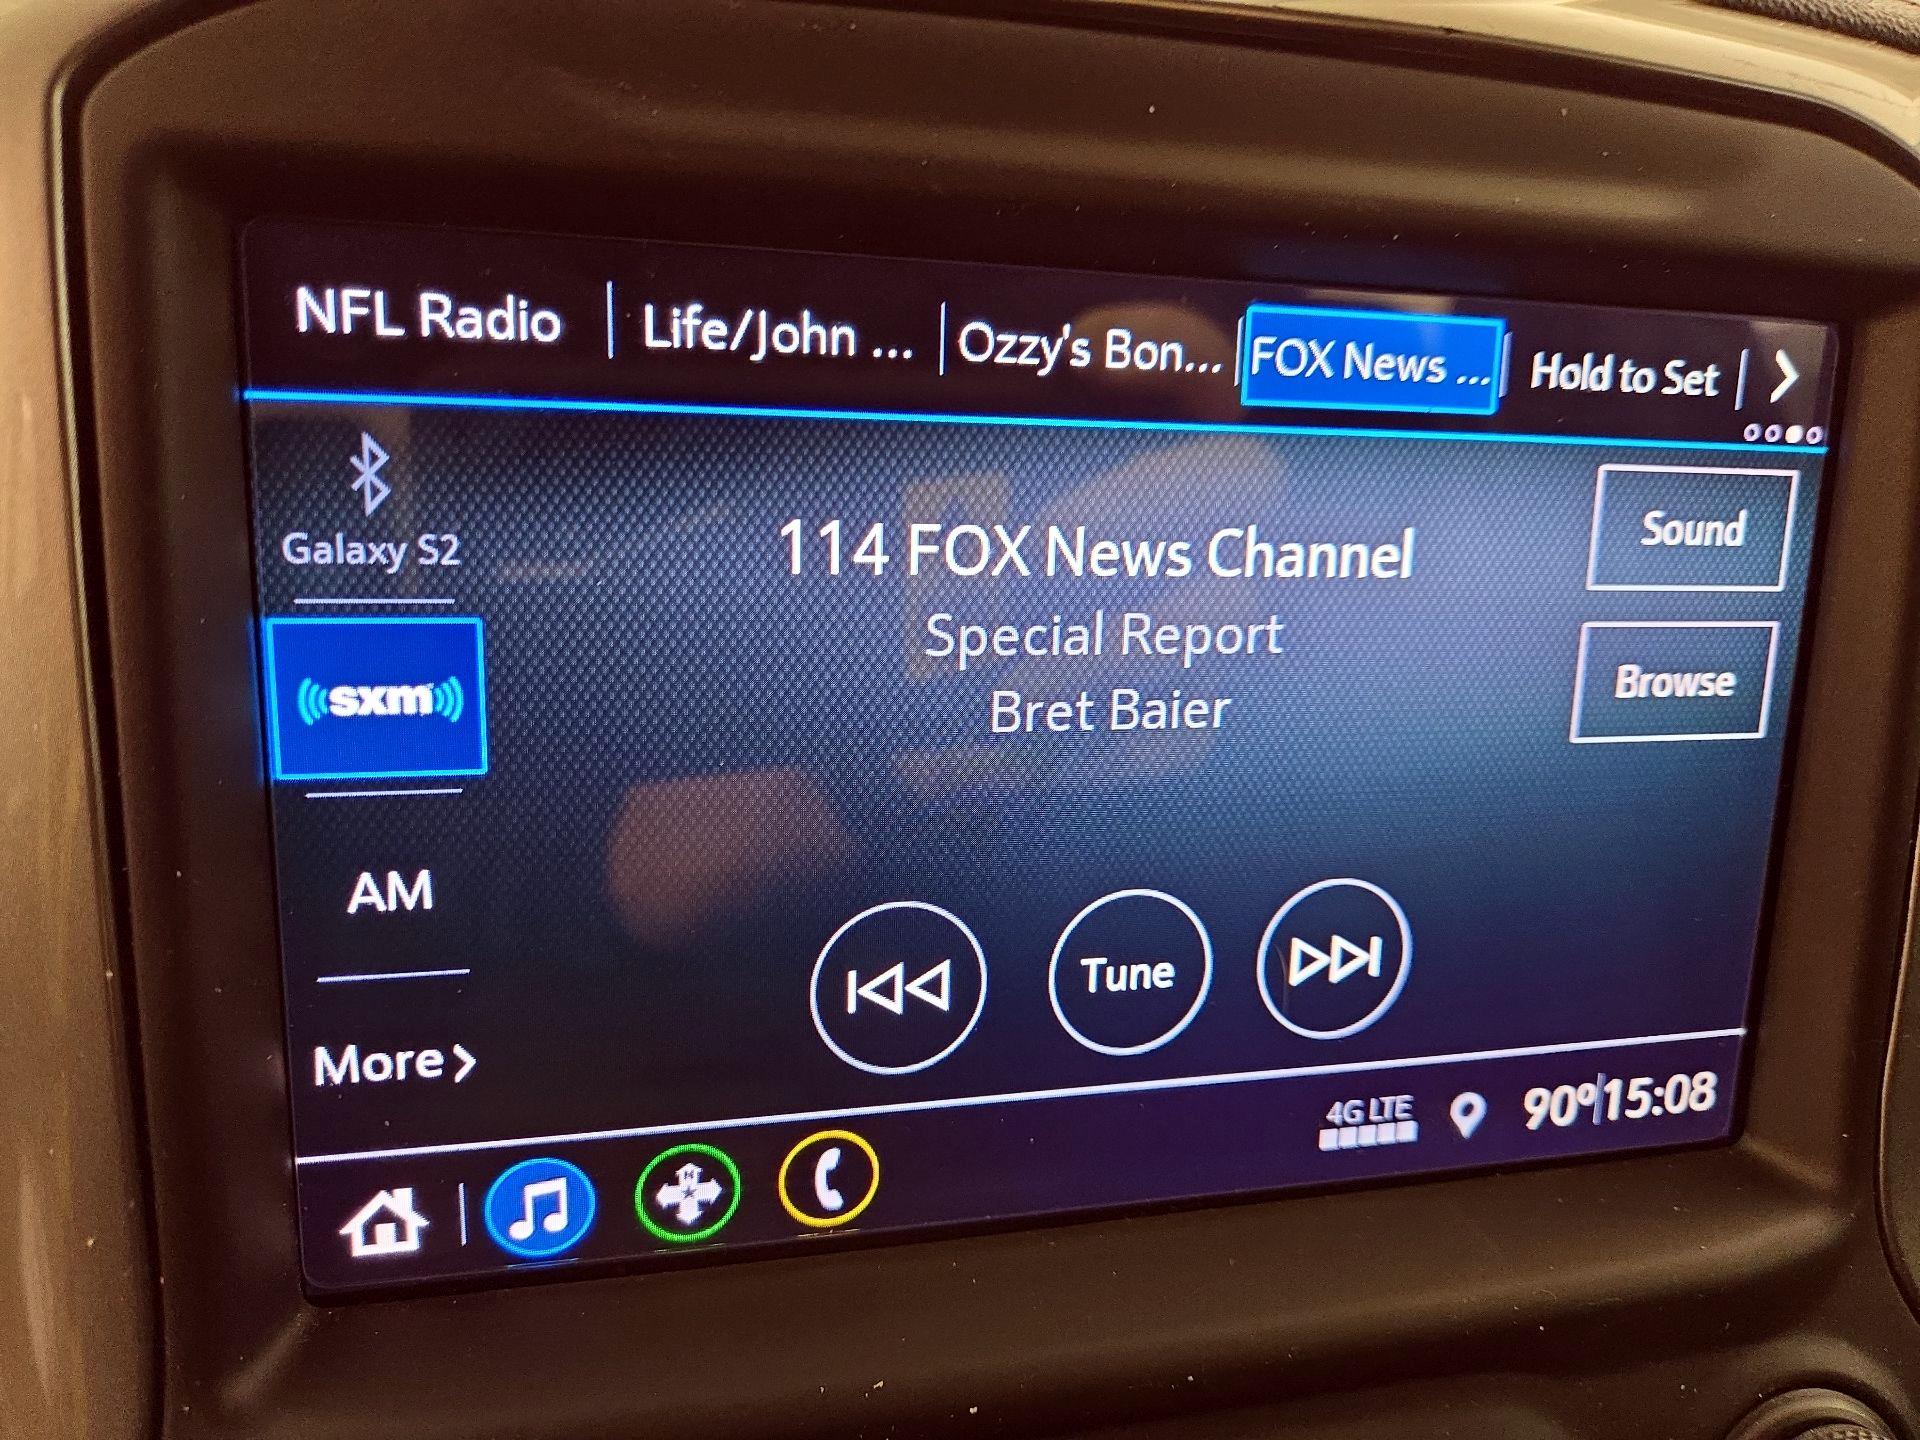 NFL Radio
Life/John ...
Ozzy's Bon...
FOX News ...
Hold to Set
Galaxy S2
114 FOX News Channel
Sound
Special Report
Browse
sxm
Bret Baier
AM
Tune
More
4G LTE
90° 15:08